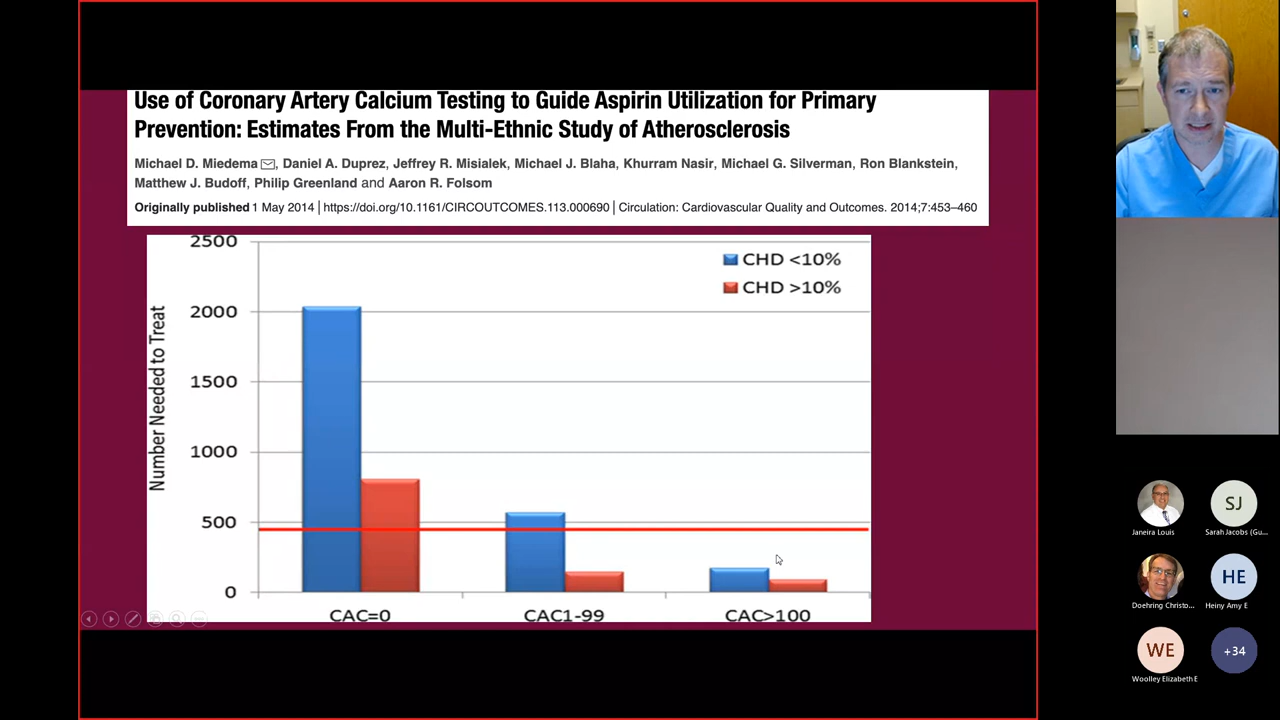 Use of Coronary Artery Calcium Testing to Guide Aspirin Utilization for Primary
Prevention: Estimates From the Multi-Ethnic Study of Atherosclerosis
Michael D. Miedema, Daniel A. Duprez, Jeffrey R. Misialek, Michael J. Blaha, Khurram Nasir, Michael G. Silverman, Ron Blankstein,
Matthew J. Budoff, Philip Greenland and Aaron R. Folsom
Originally published 1 May 2014 | https://doi.org/10.1161/CIRCOUTCOMES.113.000690 | Circulation: Cardiovascular Quality and Outcomes. 2014;7:453–460
Number Needed to Treat
2500
2000
1500
1000
500
0
CHD <10%
CHD >10%
CAC=0
CAC1-99
CAC>100
Janeira Louis
SJ
Sarah Jacobs (Gu...
Doehring Christo...
HE
Heiny Amy E
WE
Woolley Elizabeth E
+34